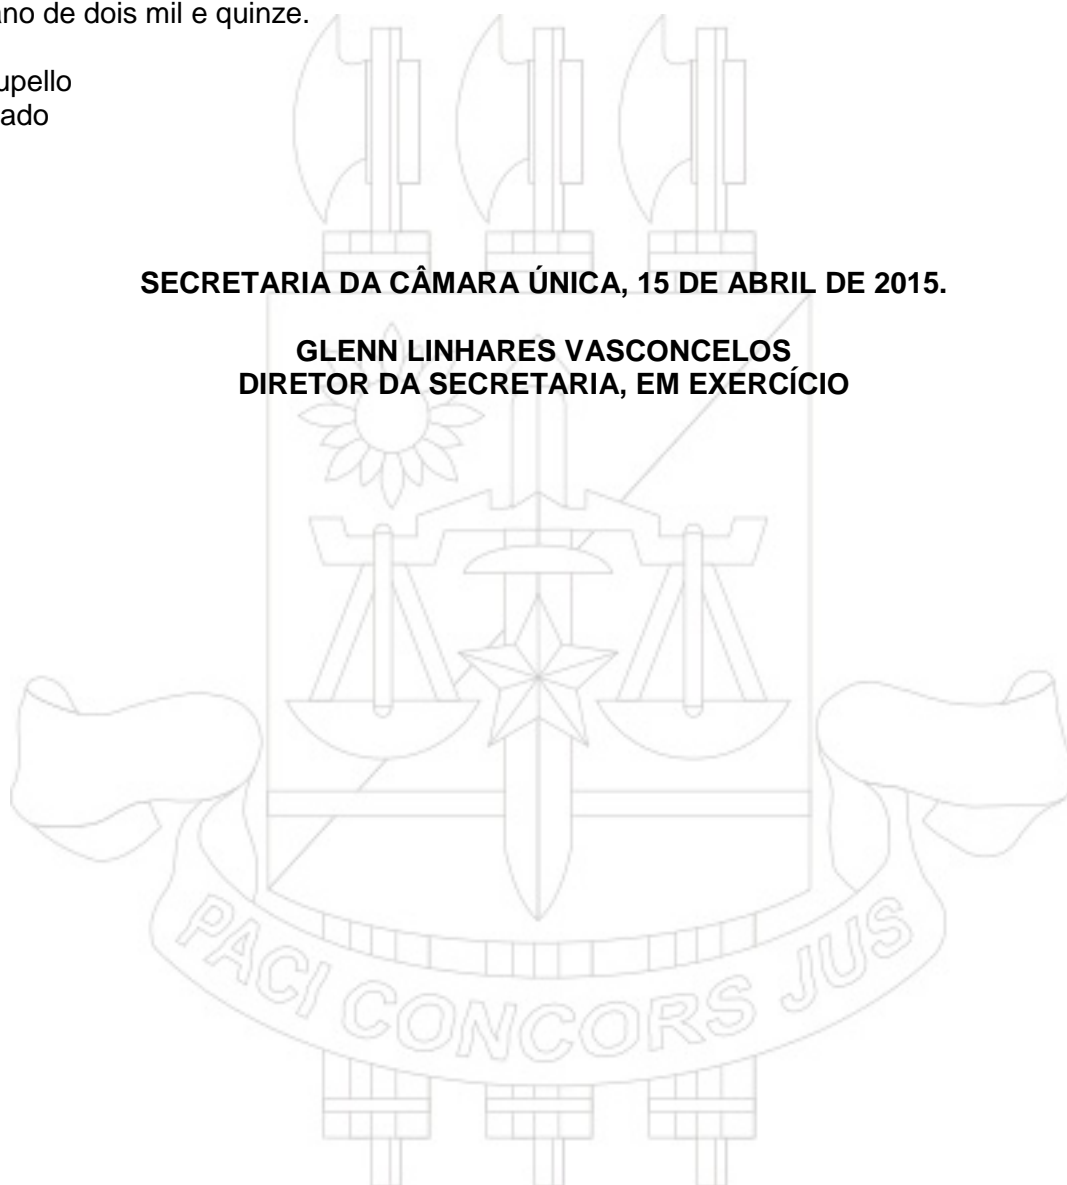 ano de dois mil e quinze.
upello
ado
SECRETARIA DA CÂMARA ÚNICA, 15 DE ABRIL DE 2015.
GLENN LINHARES VASCONCELOS
DIRETOR DA SECRETARIA, EM EXERCÍCIO
PACI CONCORS JUS